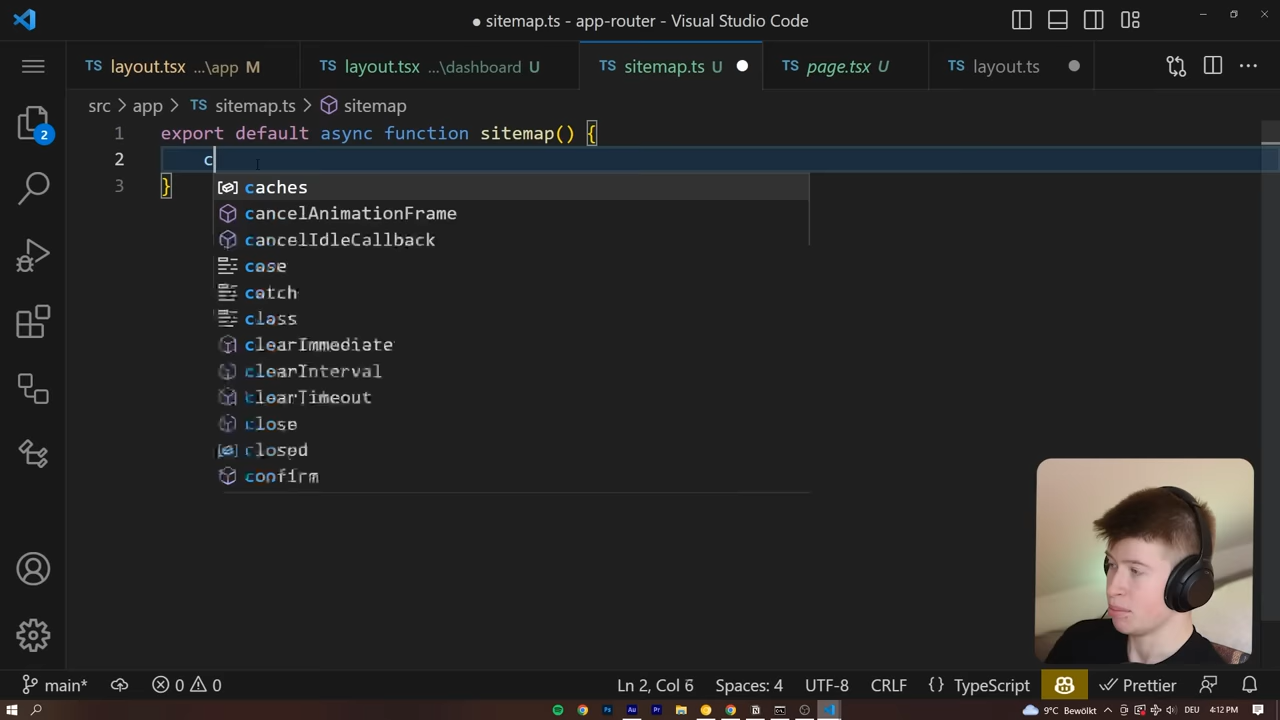 ● sitemap.ts - app-router - Visual Studio Code
layout.tsx ...\app M
layout.tsx ...\dashboard U
TS sitemap.ts U
TS page.tsx U
TS layout.ts
src > app > TS sitemap.ts > sitemap
1 export default async function sitemap() {
2 c
3 }
caches
cancelAnimationFrame
cancelIdleCallback
case
catch
class
clearImmediate
clearInterval
clearTimeout
close
closed
confirm
2
main* 0 0 Ln 2, Col 6 Spaces: 4 UTF-8 CRLF {} TypeScript Prettier
9°C Bewölkt DEU 4:12 PM